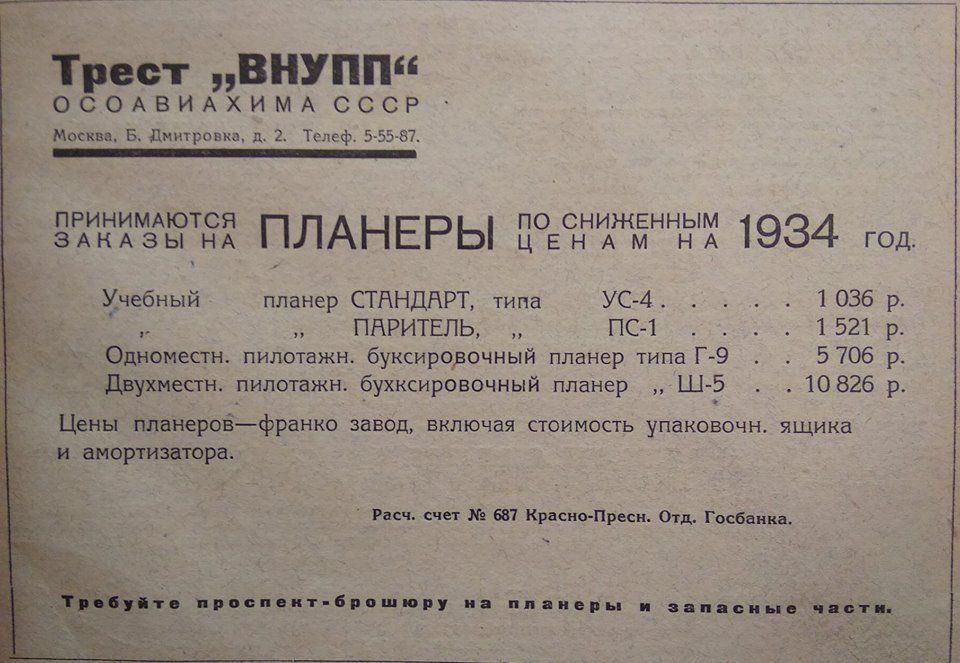 Трест „ВНУПП“
ОСОАВИАХИМА СССР
Москва, Б. Дмитровка, д. 2. Телеф. 5-55-87.
ПРИНИМАЮТСЯ ЗАКАЗЫ НА ПЛАНЕРЫ ПО СНИЖЕННЫМ ЦЕНАМ НА 1934 ГОД.
Учебный планер СТАНДАРТ, типа УС-4 . . . . . 1 036 р.
„ „ ПАРИТЕЛЬ, „ ПС-1 . . . . 1 521 р.
Одноместн. пилотажн. буксировочный планер типа Г-9 . . 5 706 р.
Двухместн. пилотажн. бухксировочный планер „ Ш-5 . . 10 826 р.
Цены планеров—франко завод, включая стоимость упаковочн. ящика
и амортизатора.
Расч. счет № 687 Красно-Пресн. Отд. Госбанка.
Требуйте проспект-брошюру на планеры и запасные части.